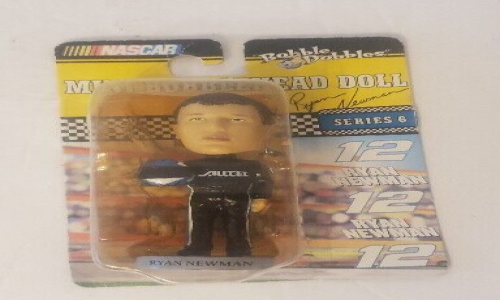 NASCAR
Bobble Dobbles
HEAD DOLL
Ryan Newman
SERIES 6
ALLTEL
12
RYAN
NEWMAN
12
RYAN
NEWMAN
12
RYAN NEWMAN